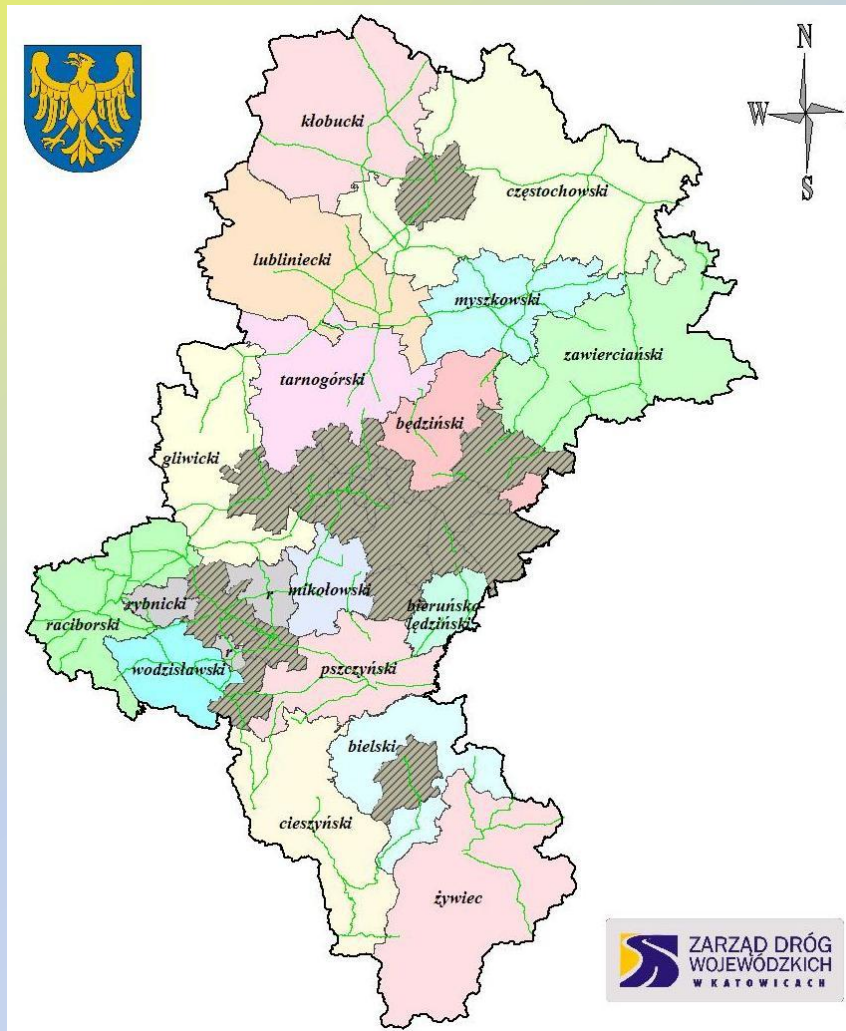 N
W
S
kłobucki
częstochowski
lubliniecki
myszkowski
zawierciański
tarnogórski
będziński
gliwicki
raciborski
rybnicki
r
mikołowski
bieruńsko
lędziński
wodzisławski
r
pszczyński
bielski
cieszyński
żywiec
ZARZĄD DRÓG
WOJEWÓDZKICH
W KATOWICACH